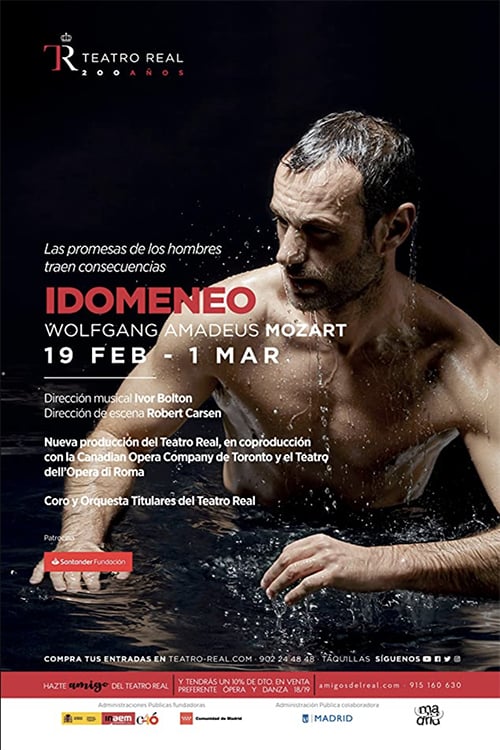 TR TEATRO REAL
200 AÑOS
Las promesas de los hombres
traen consecuencias
IDOMENEO
WOLFGANG AMADEUS MOZART
19 FEB - 1 MAR
Dirección musical Ivor Bolton
Dirección de escena Robert Carsen
Nueva producción del Teatro Real, en coproducción
con la Canadian Opera Company de Toronto y el Teatro
dell'Opera di Roma
Coro y Orquesta Titulares del Teatro Real
Patrocina
Santander Fundación
COMPRA TUS ENTRADAS EN TEATRO-REAL.COM · 902 24 48 48 · TAQUILLAS SÍGUENOS
HAZTE amigo DEL TEATRO REAL
Y TENDRÁS UN 10% DE DTO. EN VENTA
PREFERENTE ÓPERA Y DANZA 18/19
amigosdelreal.com · 915 160 630
Administraciones Públicas fundadoras
Administración Pública colaboradora
inaem
Comunidad de Madrid
MADRID